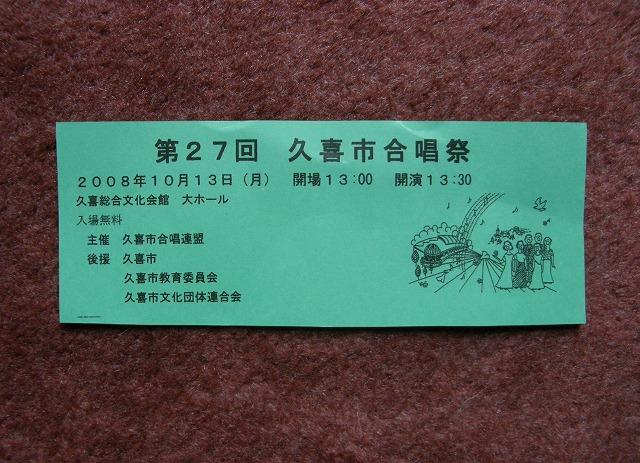 第２７回　久喜市合唱祭
２００８年１０月１３日（月）　開場１３：００　開演１３：３０
久喜総合文化会館　大ホール
入場無料
主催　久喜市合唱連盟
後援　久喜市
久喜市教育委員会
久喜市文化団体連合会